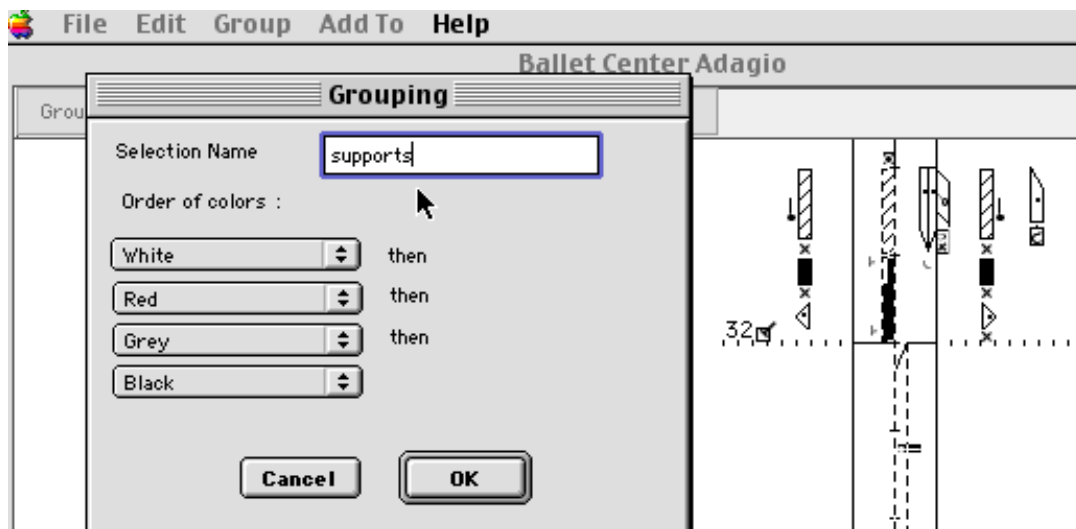 File Edit Group Add To Help
Ballet Center Adagio
Grouping
Selection Name supports
Order of colors :
White then
Red then
Grey then
Black
Cancel OK
32